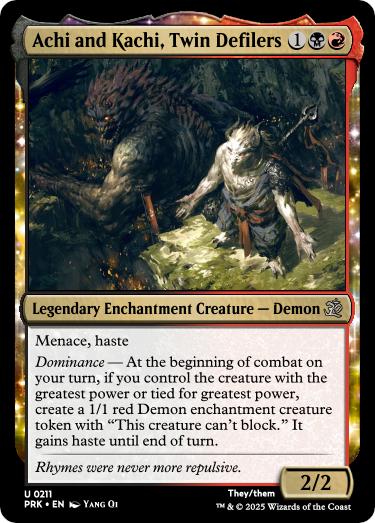 Achi and Kachi, Twin Defilers 1
Legendary Enchantment Creature — Demon
Menace, haste
Dominance — At the beginning of combat on
your turn, if you control the creature with the
greatest power or tied for greatest power,
create a 1/1 red Demon enchantment creature
token with “This creature can’t block.” It
gains haste until end of turn.
Rhymes were never more repulsive.
2/2
U 0211 They/them
PRK • EN Yang Qi ™ & © 2025 Wizards of the Coast